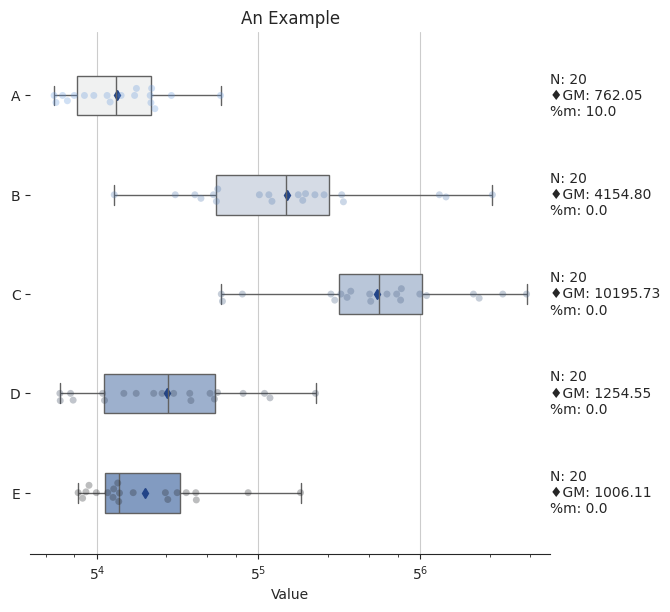 An Example
A
N: 20
♦GM: 762.05
%m: 10.0
B
N: 20
♦GM: 4154.80
%m: 0.0
C
N: 20
♦GM: 10195.73
%m: 0.0
D
N: 20
♦GM: 1254.55
%m: 0.0
E
N: 20
♦GM: 1006.11
%m: 0.0
5⁴ 5⁵ 5⁶
Value